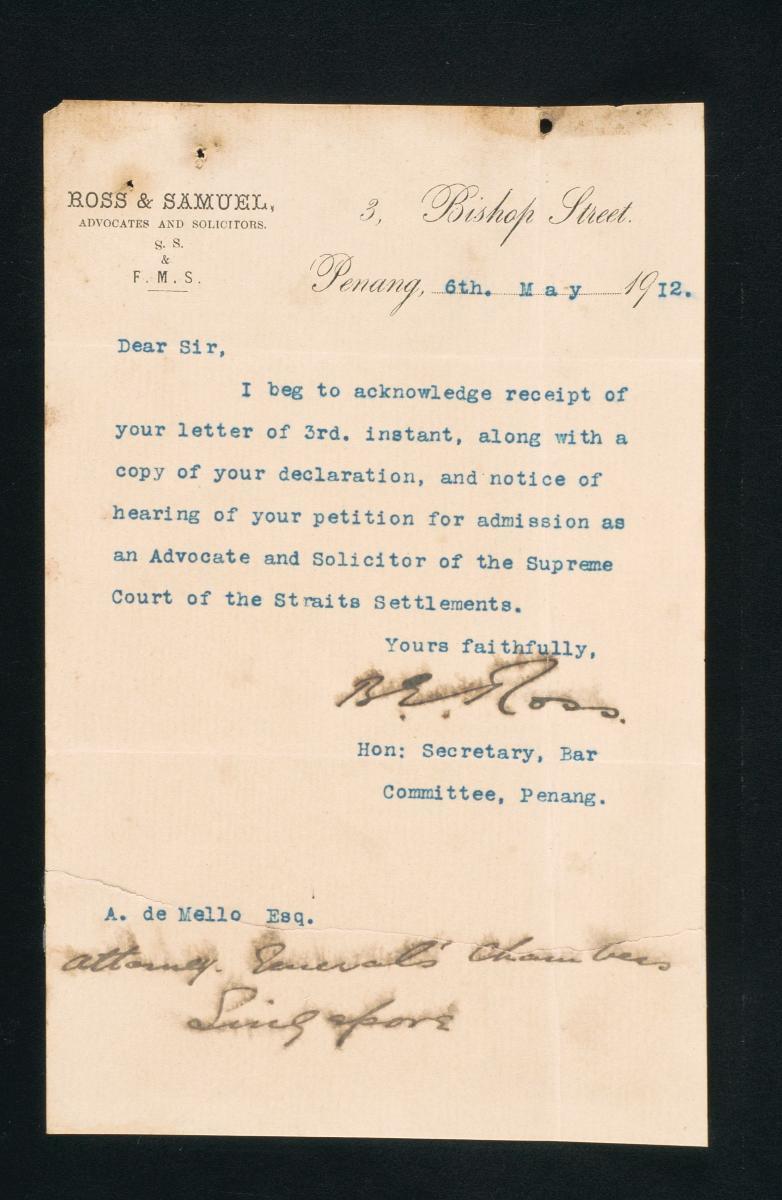 ROSS & SAMUEL,
ADVOCATES AND SOLICITORS.
S. S.
&
F. M. S.
3, Bishop Street.
Penang, 6th. May 1912.
Dear Sir,
I beg to acknowledge receipt of
your letter of 3rd. instant, along with a
copy of your declaration, and notice of
hearing of your petition for admission as
an Advocate and Solicitor of the Supreme
Court of the Straits Settlements.
Yours faithfully,
B.E. Ross.
Hon: Secretary, Bar
Committee, Penang.
A. de Mello Esq.
Attorney. Generals' Chambers
Singapore